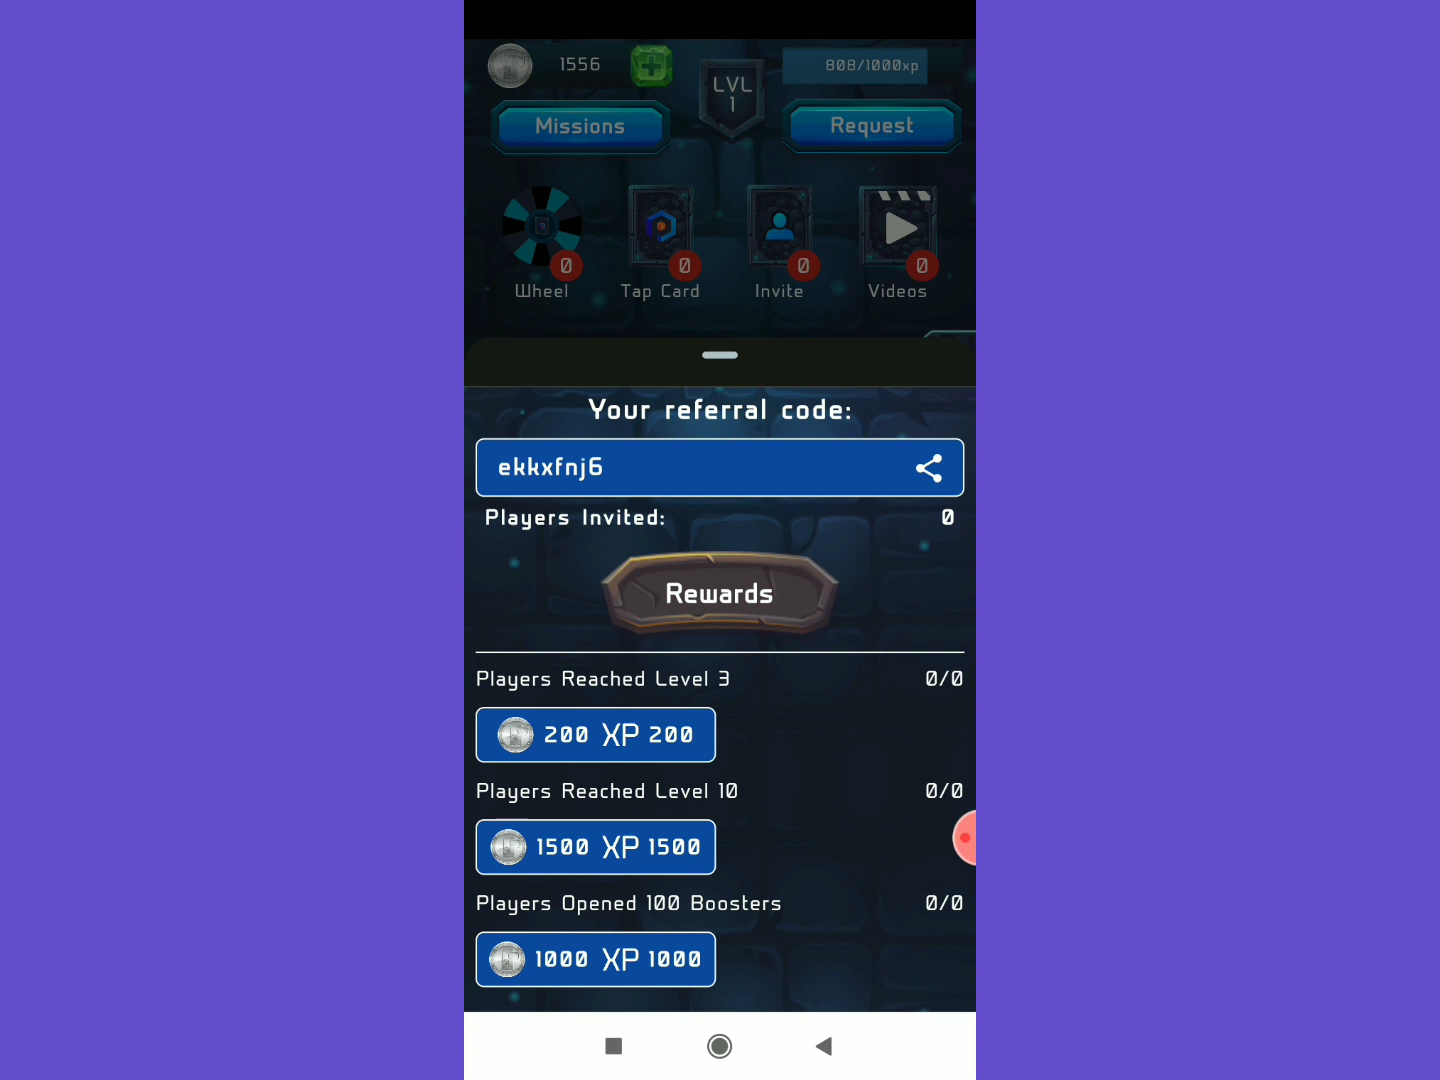 1556
LVL
1
808/1000xp
Missions
Request
0
0
0
0
Wheel
Tap Card
Invite
Videos
Your referral code:
ekkxfnj6
Players Invited:
0
Rewards
Players Reached Level 3
0/0
200 XP 200
Players Reached Level 10
0/0
1500 XP 1500
Players Opened 100 Boosters
0/0
1000 XP 1000